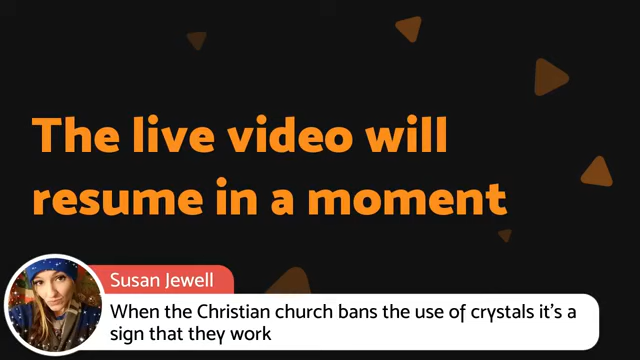 The live video will
resume in a moment
Susan Jewell
When the Christian church bans the use of crystals it's a
sign that they work